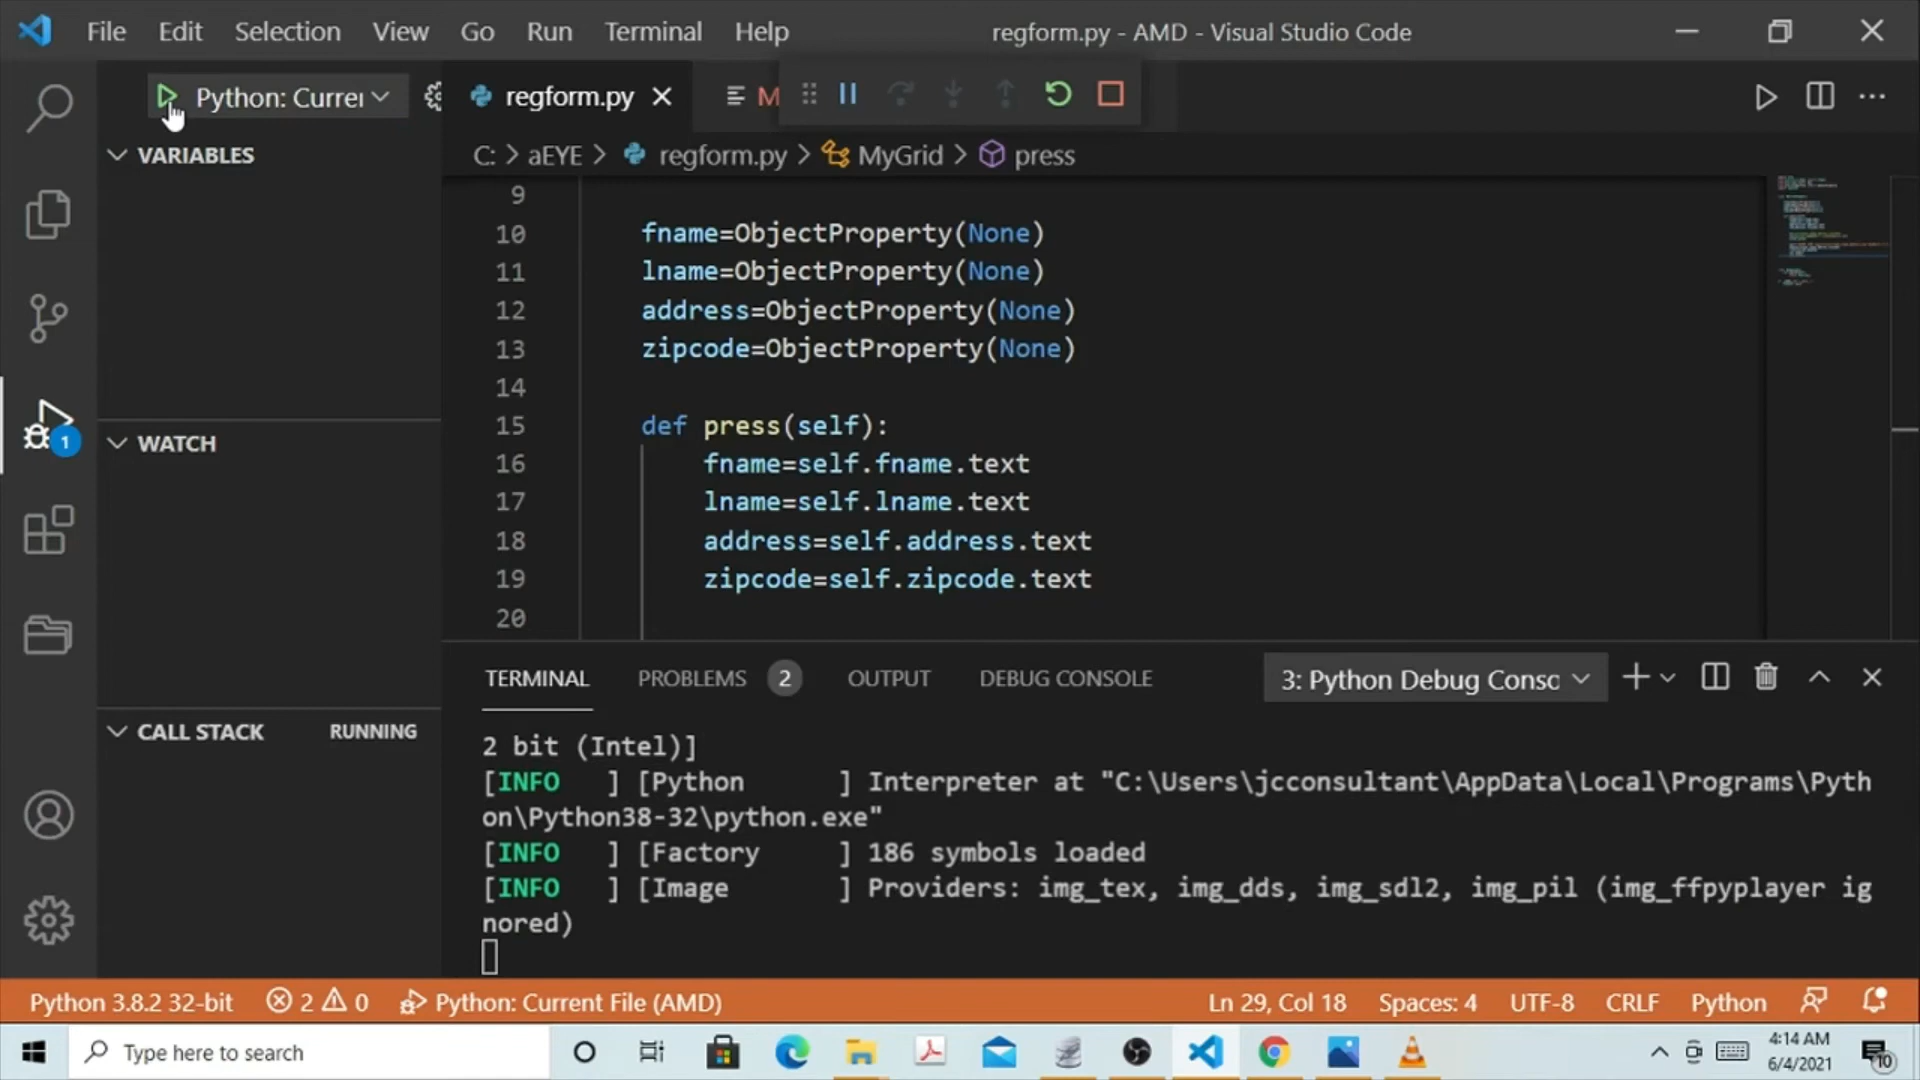 File Edit Selection View Go Run Terminal Help regform.py - AMD - Visual Studio Code
Python: Currei regform.py M
VARIABLES
C: > aEYE > regform.py > MyGrid > press
9
10 fname=ObjectProperty(None)
11 lname=ObjectProperty(None)
12 address=ObjectProperty(None)
13 zipcode=ObjectProperty(None)
14
15 def press(self):
16 fname=self.fname.text
17 lname=self.lname.text
18 address=self.address.text
19 zipcode=self.zipcode.text
20
1
WATCH
CALL STACK RUNNING
TERMINAL PROBLEMS 2 OUTPUT DEBUG CONSOLE 3: Python Debug Consc
2 bit (Intel)]
[INFO   ] [Python      ] Interpreter at "C:\Users\jcconsultant\AppData\Local\Programs\Pyth
on\Python38-32\python.exe"
[INFO   ] [Factory     ] 186 symbols loaded
[INFO   ] [Image       ] Providers: img_tex, img_dds, img_sdl2, img_pil (img_ffpyplayer ig
nored)
Python 3.8.2 32-bit 2 0 Python: Current File (AMD) Ln 29, Col 18 Spaces: 4 UTF-8 CRLF Python
Type here to search
4:14 AM
6/4/2021
10